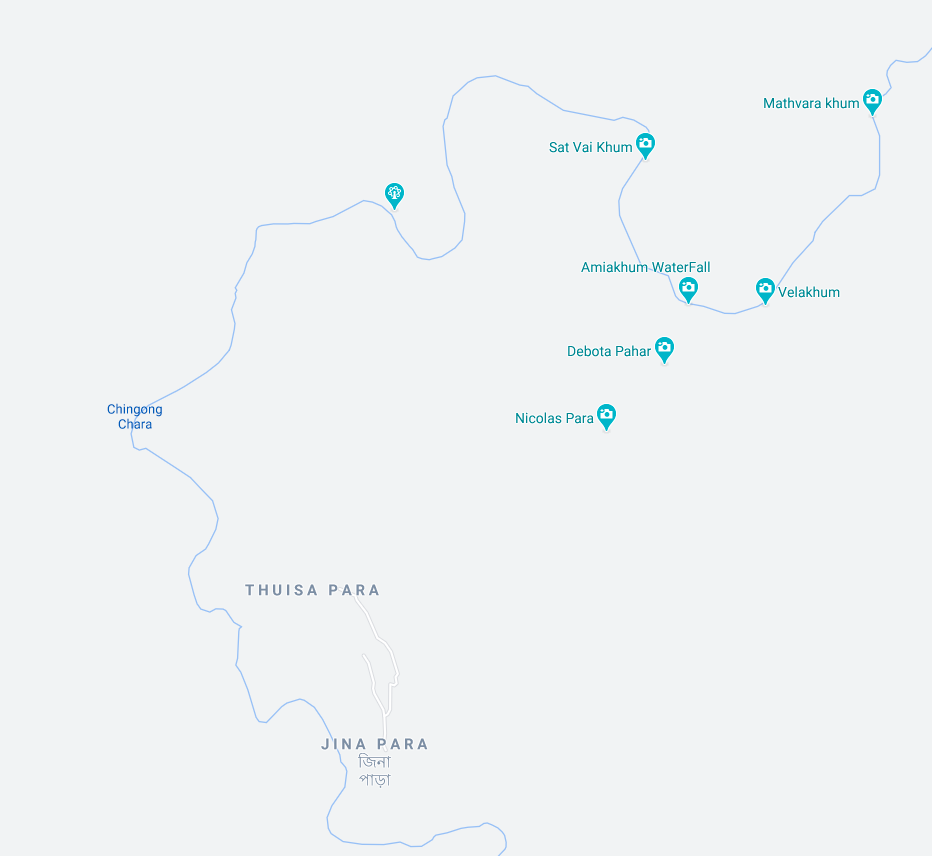 Mathvara khum
Sat Vai Khum
Amiakhum WaterFall
Velakhum
Debota Pahar
Nicolas Para
Chingong
Chara
THUISA PARA
JINA PARA
জিনা
পাড়া